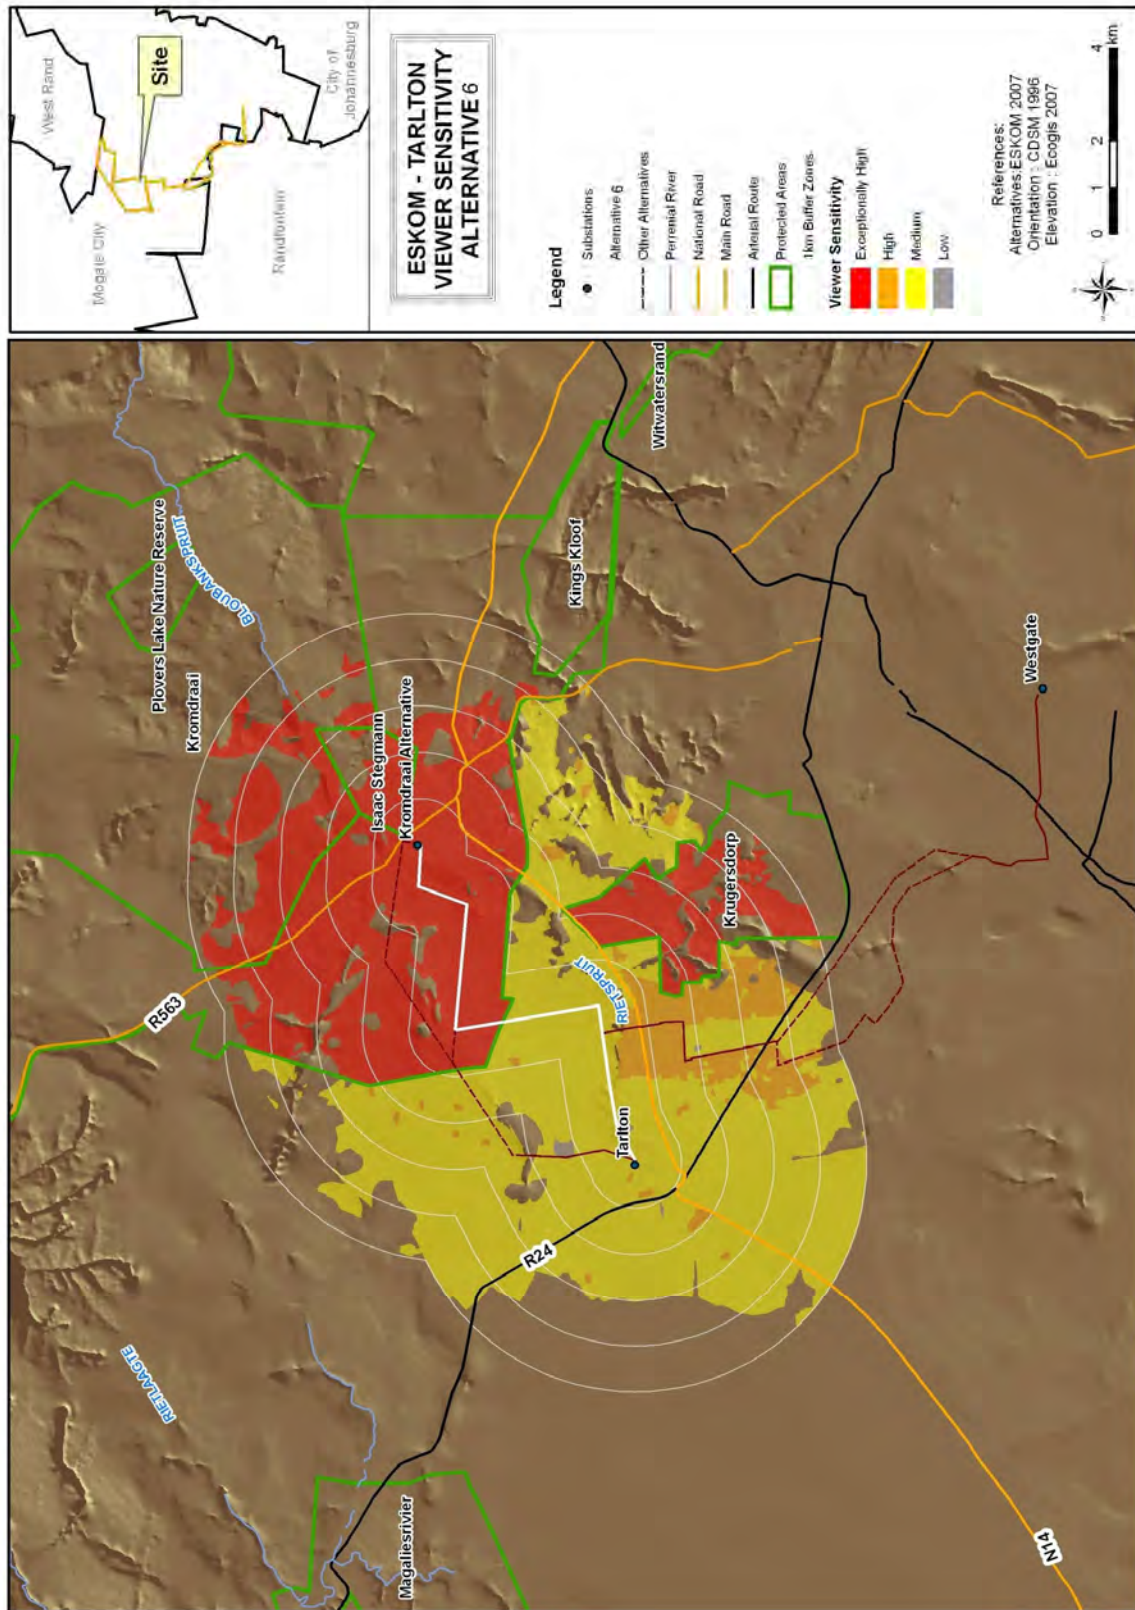 West Rand
Mogale City
Site
Randfontein
City of
Johannesburg
ESKOM - TARLTON
VIEWER SENSITIVITY
ALTERNATIVE 6
Legend
Substations
Alternative 6
Other Alternatives
Perrenial River
National Road
Main Road
Arterial Route
Protected Areas
1km Buffer Zones
Viewer Sensitivity
Exceptionally High
High
Medium
Low
References:
Alternatives:ESKOM 2007
Orientation : CDSM 1996
Elevation : Ecogis 2007
0 1 2 4
km
Plovers Lake Nature Reserve
BLOUBANKSPRUIT
Kromdraai
Isaac Stegmann
Kromdraai Alternative
R563
Kings Kloof
Witwatersrand
Krugersdorp
RIETSPRUIT
Tarlton
R24
RIETLAAGTE
Magaliesrivier
Westgate
N14